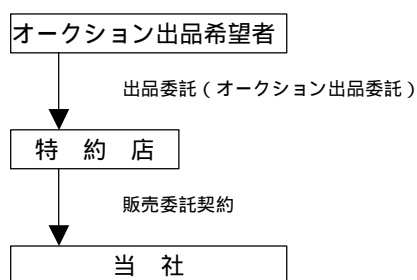 オークション出品希望者
出品委託（オークション出品委託）
特　約　店
販売委託契約
当　社